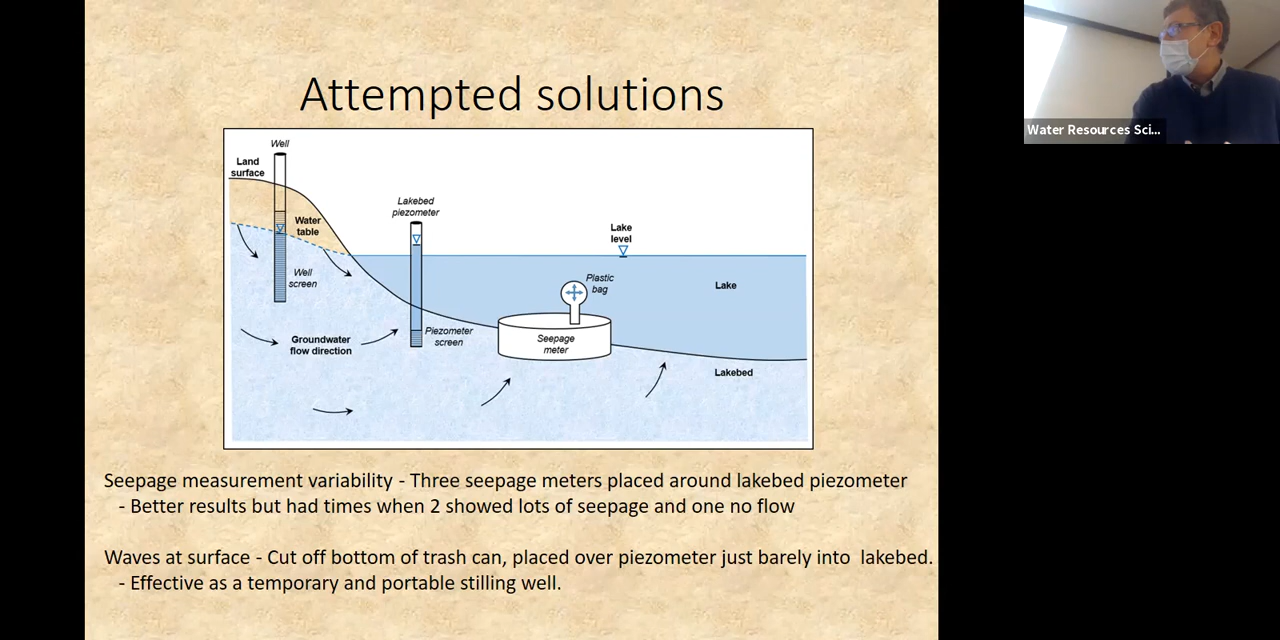 Attempted solutions
Well
Land
surface
Lakebed
piezometer
Water
table
Lake
level
Well
screen
Plastic
bag
Lake
Groundwater
flow direction
Piezometer
screen
Seepage
meter
Lakebed
Seepage measurement variability - Three seepage meters placed around lakebed piezometer
- Better results but had times when 2 showed lots of seepage and one no flow
Waves at surface - Cut off bottom of trash can, placed over piezometer just barely into lakebed.
- Effective as a temporary and portable stilling well.
Water Resources Sci...